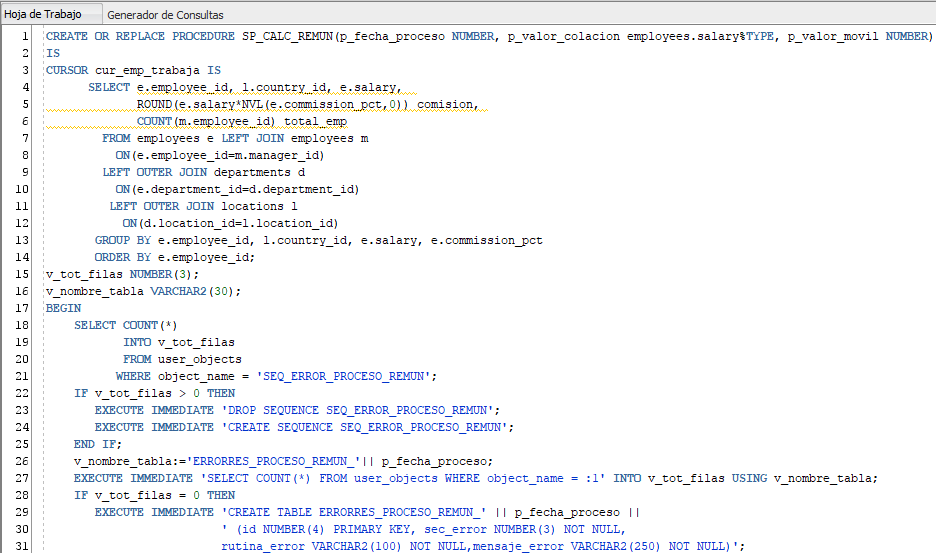 Hoja de Trabajo Generador de Consultas
1 CREATE OR REPLACE PROCEDURE SP_CALC_REMUN(p_fecha_proceso NUMBER, p_valor_colacion employees.salary%TYPE, p_valor_movil NUMBER)
2 IS
3 CURSOR cur_emp_trabaja IS
4 SELECT e.employee_id, l.country_id, e.salary,
5 ROUND(e.salary*NVL(e.commission_pct,0)) comision,
6 COUNT(m.employee_id) total_emp
7 FROM employees e LEFT JOIN employees m
8 ON(e.employee_id=m.manager_id)
9 LEFT OUTER JOIN departments d
10 ON(e.department_id=d.department_id)
11 LEFT OUTER JOIN locations l
12 ON(d.location_id=l.location_id)
13 GROUP BY e.employee_id, l.country_id, e.salary, e.commission_pct
14 ORDER BY e.employee_id;
15 v_tot_filas NUMBER(3);
16 v_nombre_tabla VARCHAR2(30);
17 BEGIN
18 SELECT COUNT(*)
19 INTO v_tot_filas
20 FROM user_objects
21 WHERE object_name = 'SEQ_ERROR_PROCESO_REMUN';
22 IF v_tot_filas > 0 THEN
23 EXECUTE IMMEDIATE 'DROP SEQUENCE SEQ_ERROR_PROCESO_REMUN';
24 EXECUTE IMMEDIATE 'CREATE SEQUENCE SEQ_ERROR_PROCESO_REMUN';
25 END IF;
26 v_nombre_tabla:='ERRORRES_PROCESO_REMUN_'|| p_fecha_proceso;
27 EXECUTE IMMEDIATE 'SELECT COUNT(*) FROM user_objects WHERE object_name = :1' INTO v_tot_filas USING v_nombre_tabla;
28 IF v_tot_filas = 0 THEN
29 EXECUTE IMMEDIATE 'CREATE TABLE ERRORRES_PROCESO_REMUN_' || p_fecha_proceso ||
30 ' (id NUMBER(4) PRIMARY KEY, sec_error NUMBER(3) NOT NULL,
31 rutina_error VARCHAR2(100) NOT NULL,mensaje_error VARCHAR2(250) NOT NULL)';